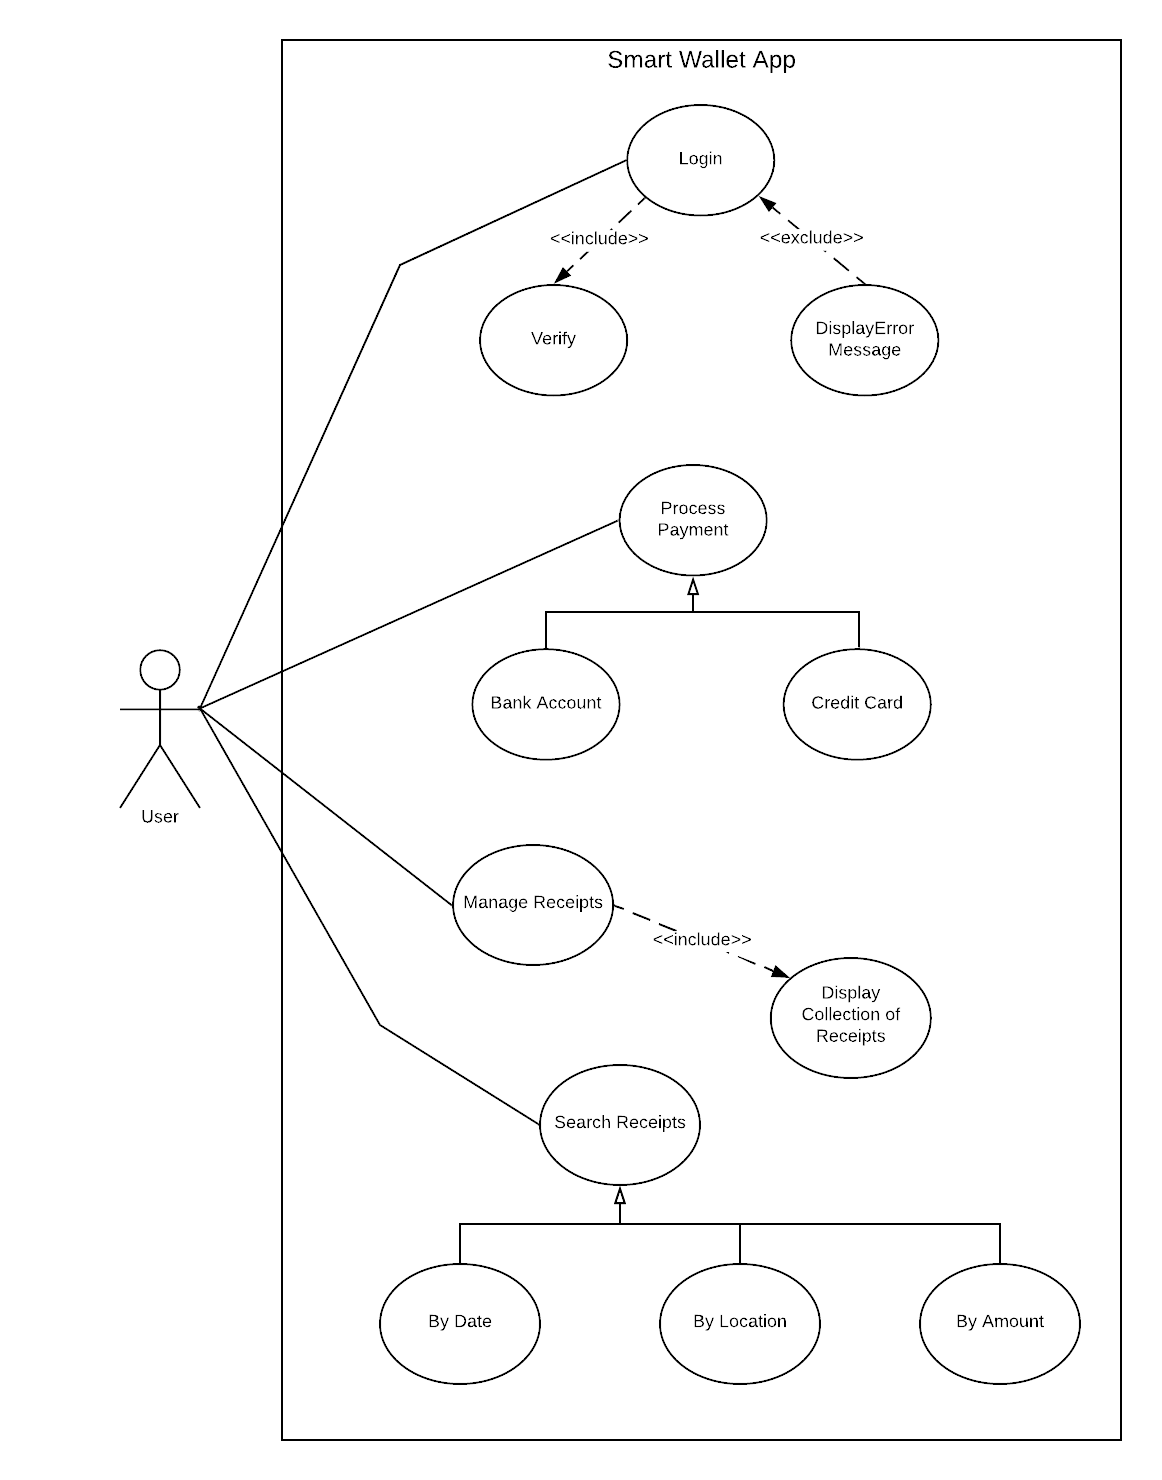 Smart Wallet App
Login
<<include>>
<<exclude>>
Verify
DisplayError
Message
Process
Payment
Bank Account
Credit Card
User
Manage Receipts
<<include>>
Display
Collection of
Receipts
Search Receipts
By Date
By Location
By Amount